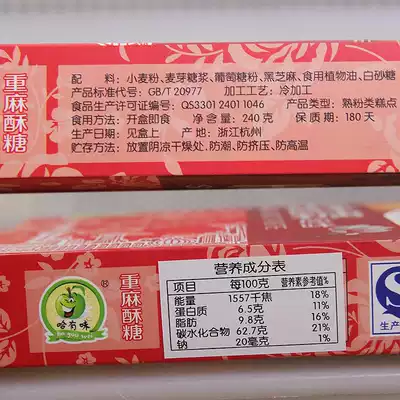 重麻酥糖
配 料：小麦粉、麦芽糖浆、葡萄糖粉、黑芝麻、食用植物油、白砂糖
产品标准代号：GB/T 20977 加工工艺：冷加工
食品生产许可证编号：QS3301 2401 1046 产品类型：熟粉类糕点
食用方法：开盒即食 净含量：240 克 保 质 期：180 天
生产日期：见盒上 产 地：浙江杭州
贮存方法：放置阴凉干燥处、防潮、防挤压、防高温
重麻酥糖
®
哈有味
营养成分表
项目 每100克 营养素参考值%
能量 1557千焦 18%
蛋白质 6.5克 11%
脂肪 9.8克 16%
碳水化合物 62.7克 21%
钠 20毫克 1%
生产